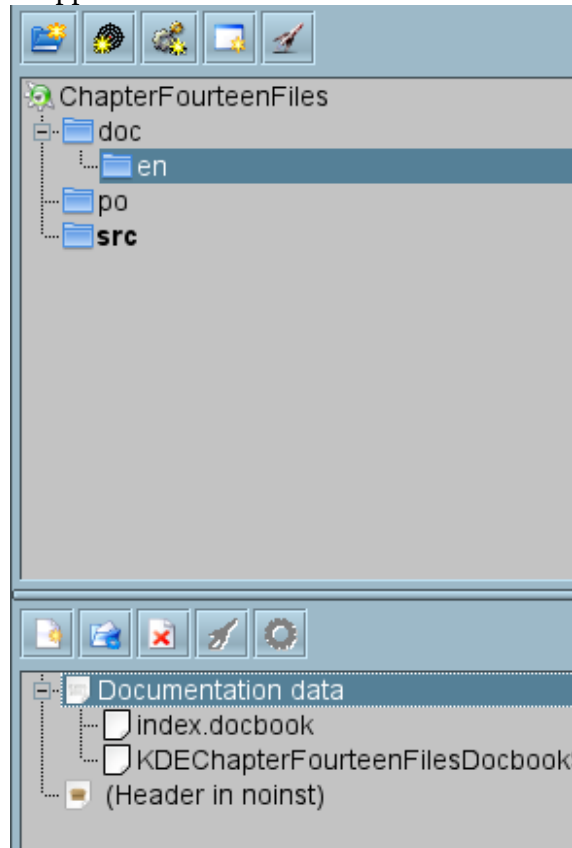 ChapterFourteenFiles
doc
en
po
src
Documentation data
index.docbook
KDEChapterFourteenFilesDocbook
(Header in noinst)